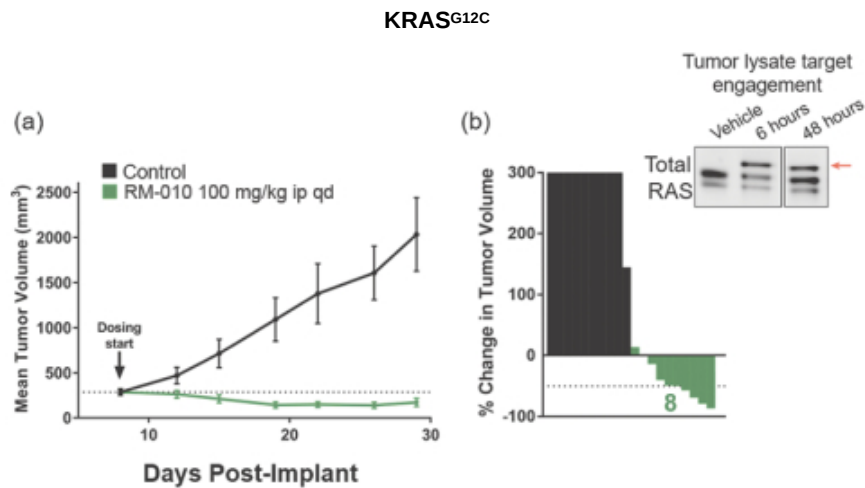 KRASG12C
Tumor lysate target
engagement
Vehicle
6 hours
48 hours
Total
RAS
(a)
Control
RM-010 100 mg/kg ip qd
Mean Tumor Volume (mm³)
2500
2000
1500
1000
500
0
Dosing
start
10
20
30
Days Post-Implant
(b)
% Change in Tumor Volume
300
200
100
0
-100
8